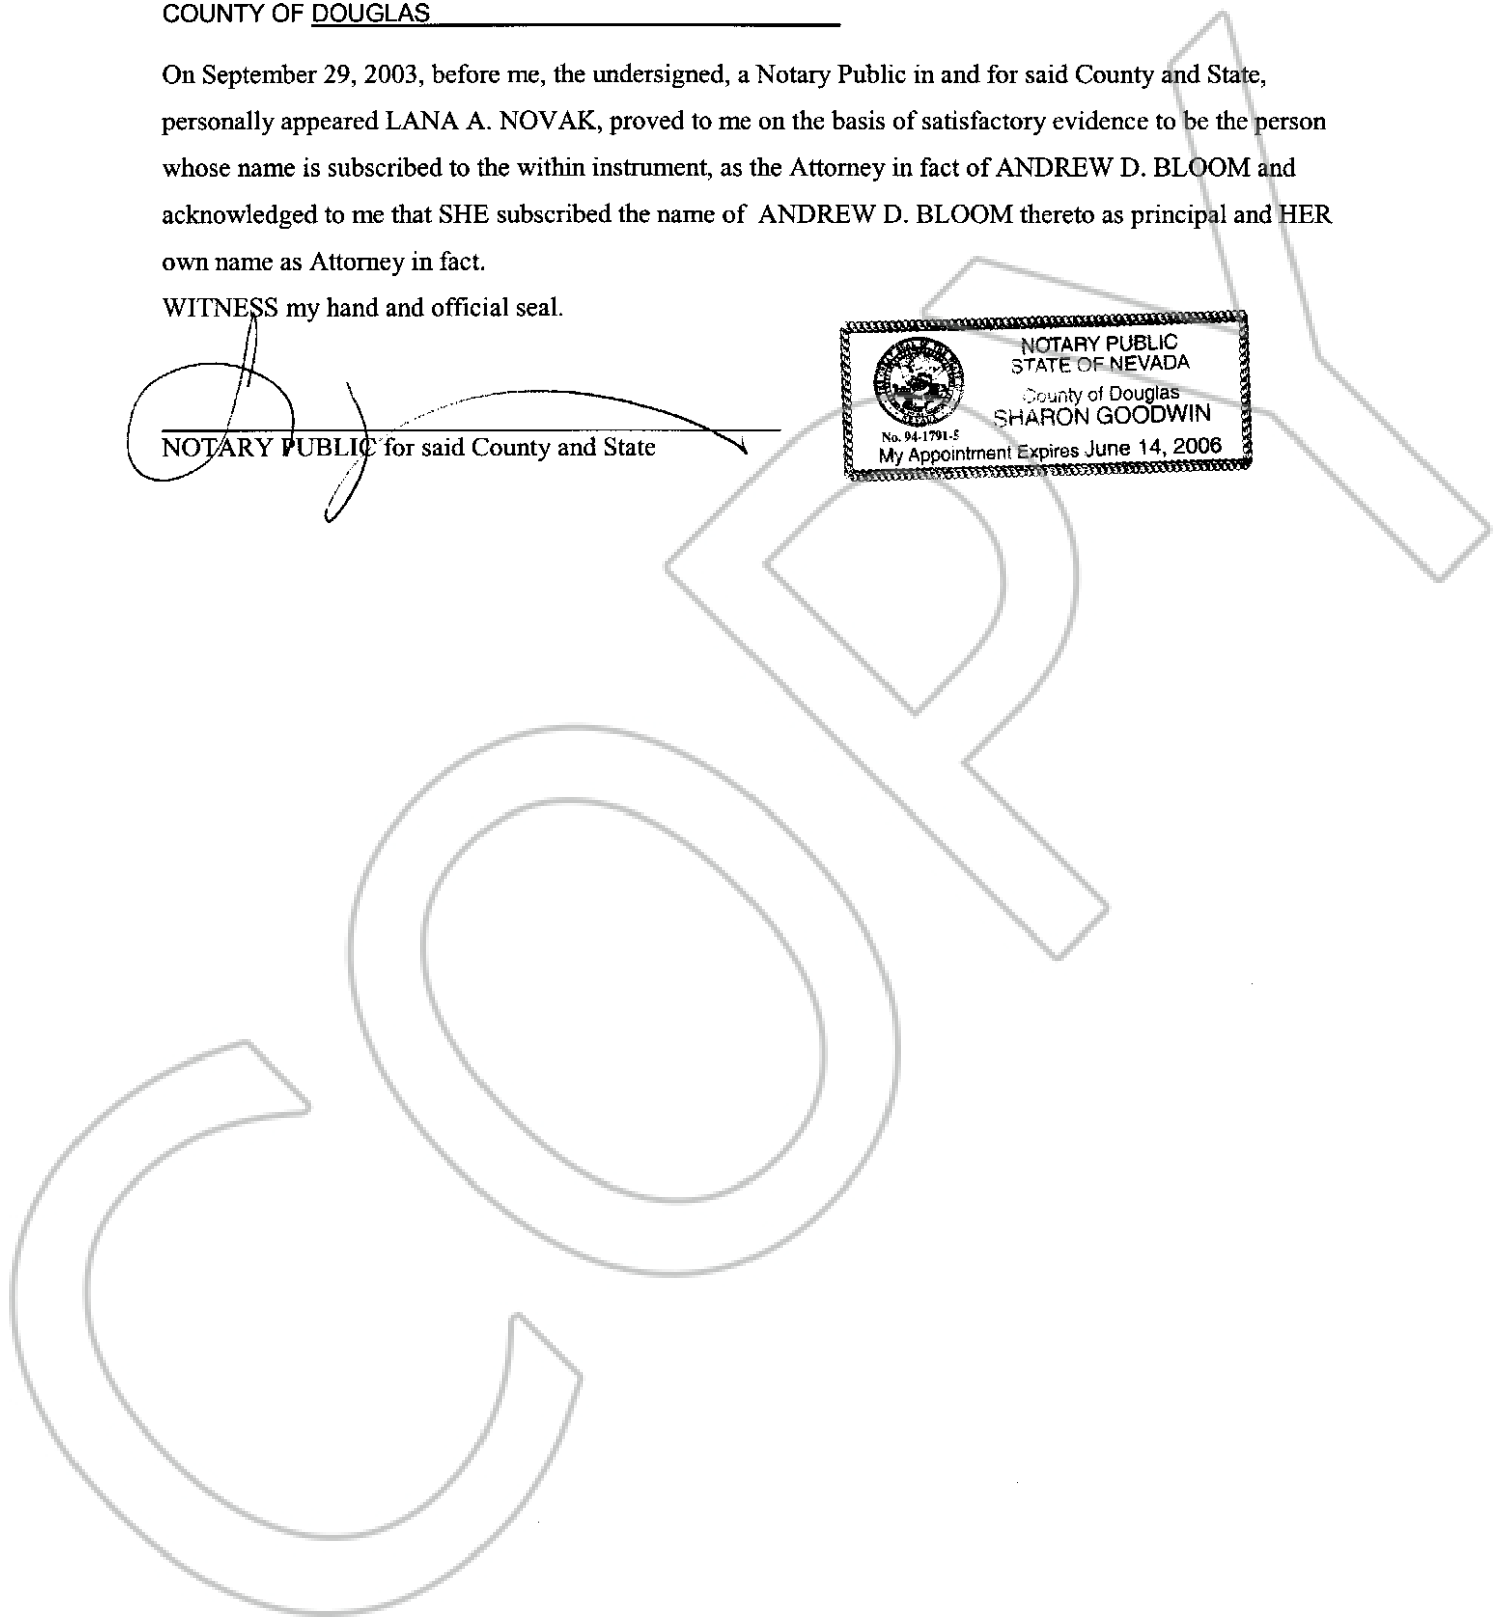 COUNTY OF DOUGLAS
On September 29, 2003, before me, the undersigned, a Notary Public in and for said County and State,
personally appeared LANA A. NOVAK, proved to me on the basis of satisfactory evidence to be the person
whose name is subscribed to the within instrument, as the Attorney in fact of ANDREW D. BLOOM and
acknowledged to me that SHE subscribed the name of ANDREW D. BLOOM thereto as principal and HER
own name as Attorney in fact.
WITNESS my hand and official seal.
NOTARY PUBLIC for said County and State
NOTARY PUBLIC
STATE OF NEVADA
County of Douglas
SHARON GOODWIN
No. 94-1791-5
My Appointment Expires June 14, 2006
COPY